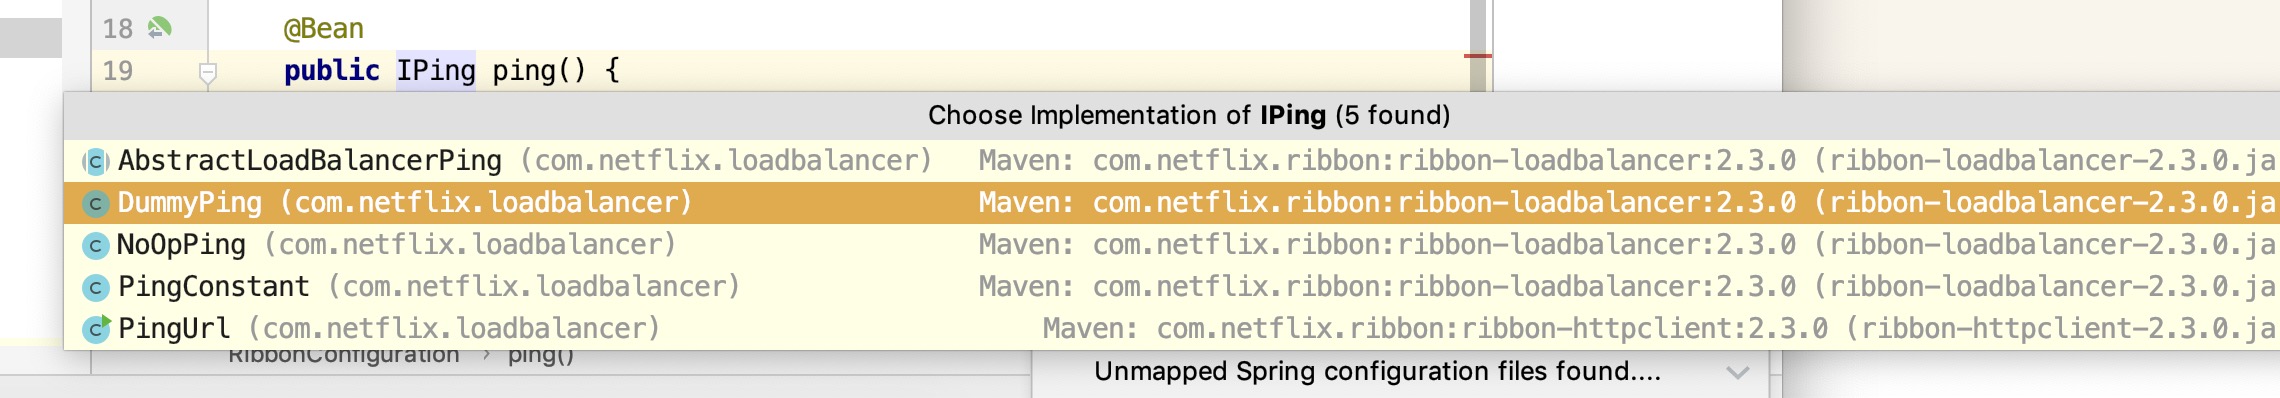 18 @Bean
19 public IPing ping() {
Choose Implementation of IPing (5 found)
C AbstractLoadBalancerPing (com.netflix.loadbalancer) Maven: com.netflix.ribbon:ribbon-loadbalancer:2.3.0 (ribbon-loadbalancer-2.3.0.ja
C DummyPing (com.netflix.loadbalancer) Maven: com.netflix.ribbon:ribbon-loadbalancer:2.3.0 (ribbon-loadbalancer-2.3.0.ja
C NoOpPing (com.netflix.loadbalancer) Maven: com.netflix.ribbon:ribbon-loadbalancer:2.3.0 (ribbon-loadbalancer-2.3.0.ja
C PingConstant (com.netflix.loadbalancer) Maven: com.netflix.ribbon:ribbon-loadbalancer:2.3.0 (ribbon-loadbalancer-2.3.0.ja
C PingUrl (com.netflix.loadbalancer) Maven: com.netflix.ribbon:ribbon-httpclient:2.3.0 (ribbon-httpclient-2.3.0.ja
RibbonConfiguration › ping()
Unmapped Spring configuration files found....